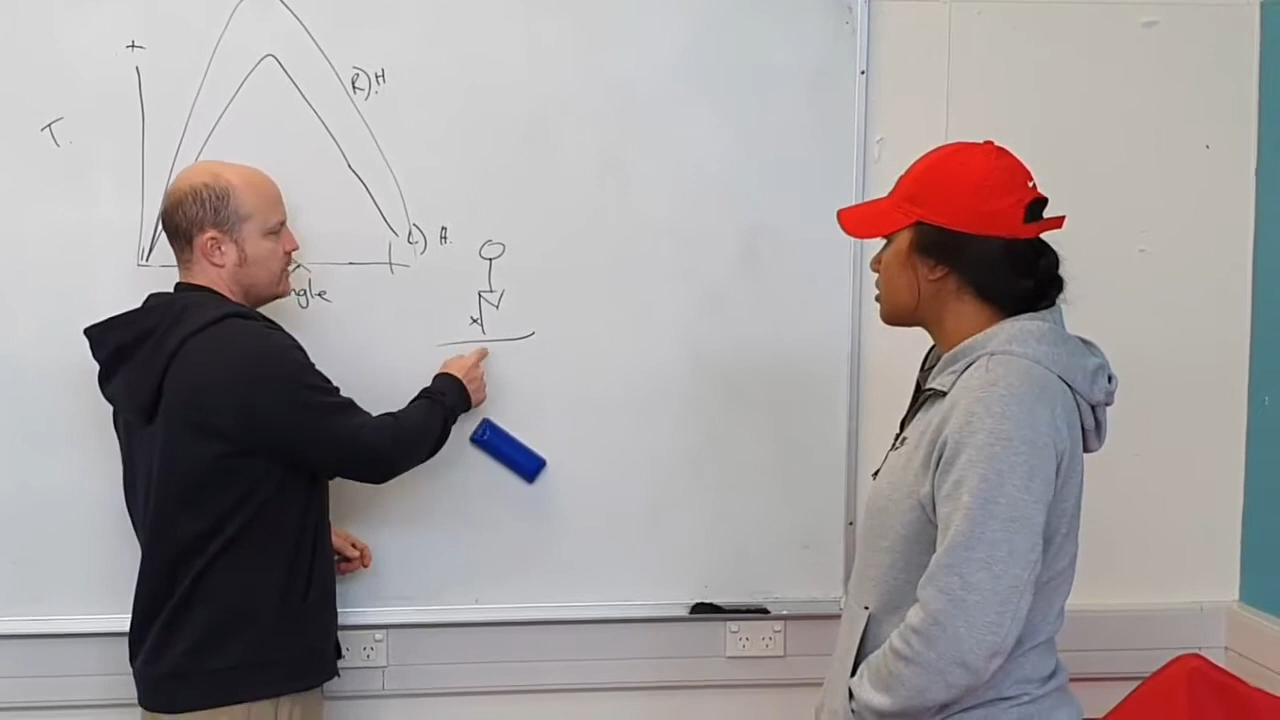 +
T.
R) H
L) H.
ngle
x